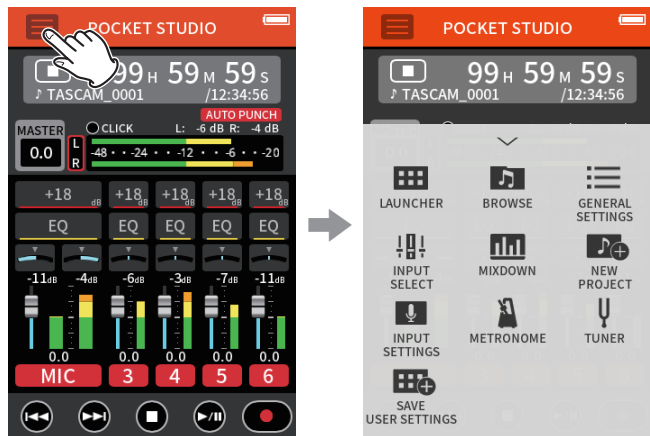 POCKET STUDIO
99 H 59 M 59 S
♪ TASCAM_0001 /12:34:56
AUTO PUNCH
MASTER CLICK L: -6 dB R: -4 dB
0.0 L R -48 · · -24 · · -12 · · -6 · · -20
+18 dB +18 dB +18 dB +18 dB +18 dB
EQ EQ EQ EQ EQ
-11dB -4dB -6dB -3dB -7dB -11dB
0.0 0.0 0.0 0.0 0.0
MIC 3 4 5 6
POCKET STUDIO
99 H 59 M 59 S
♪ TASCAM_0001 /12:34:56
LAUNCHER BROWSE GENERAL
SETTINGS
INPUT
SELECT
MIXDOWN
NEW
PROJECT
INPUT
SETTINGS
METRONOME
TUNER
SAVE
USER SETTINGS